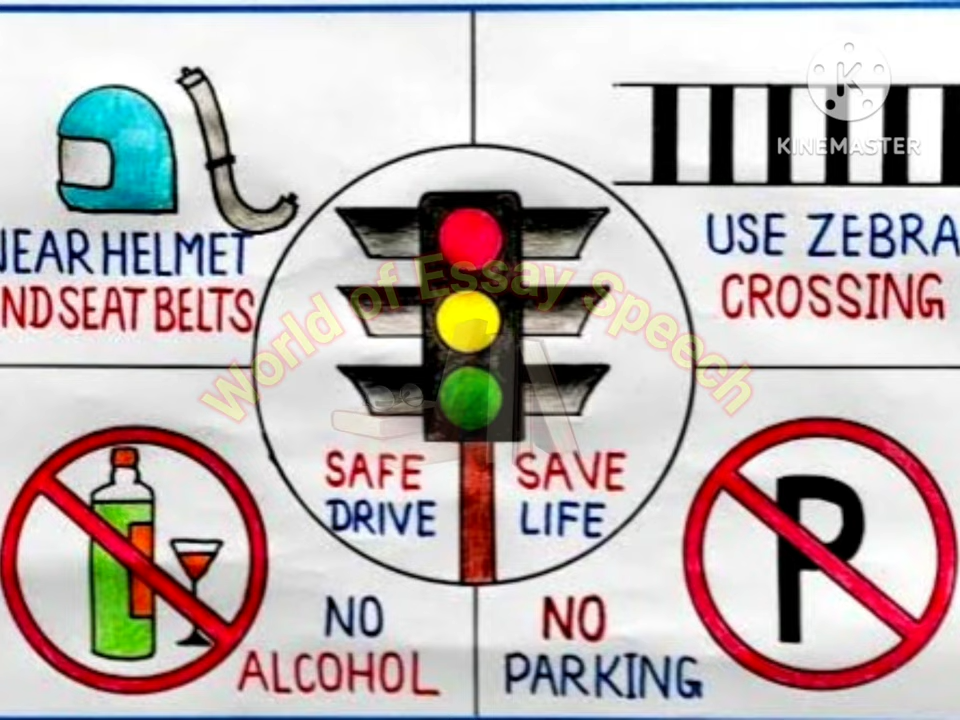 KINEMASTER
EAR HELMET
ND SEAT BELTS
USE ZEBRA
CROSSING
World of Essay Speech
SAFE
DRIVE
SAVE
LIFE
NO
ALCOHOL
NO
PARKING
P